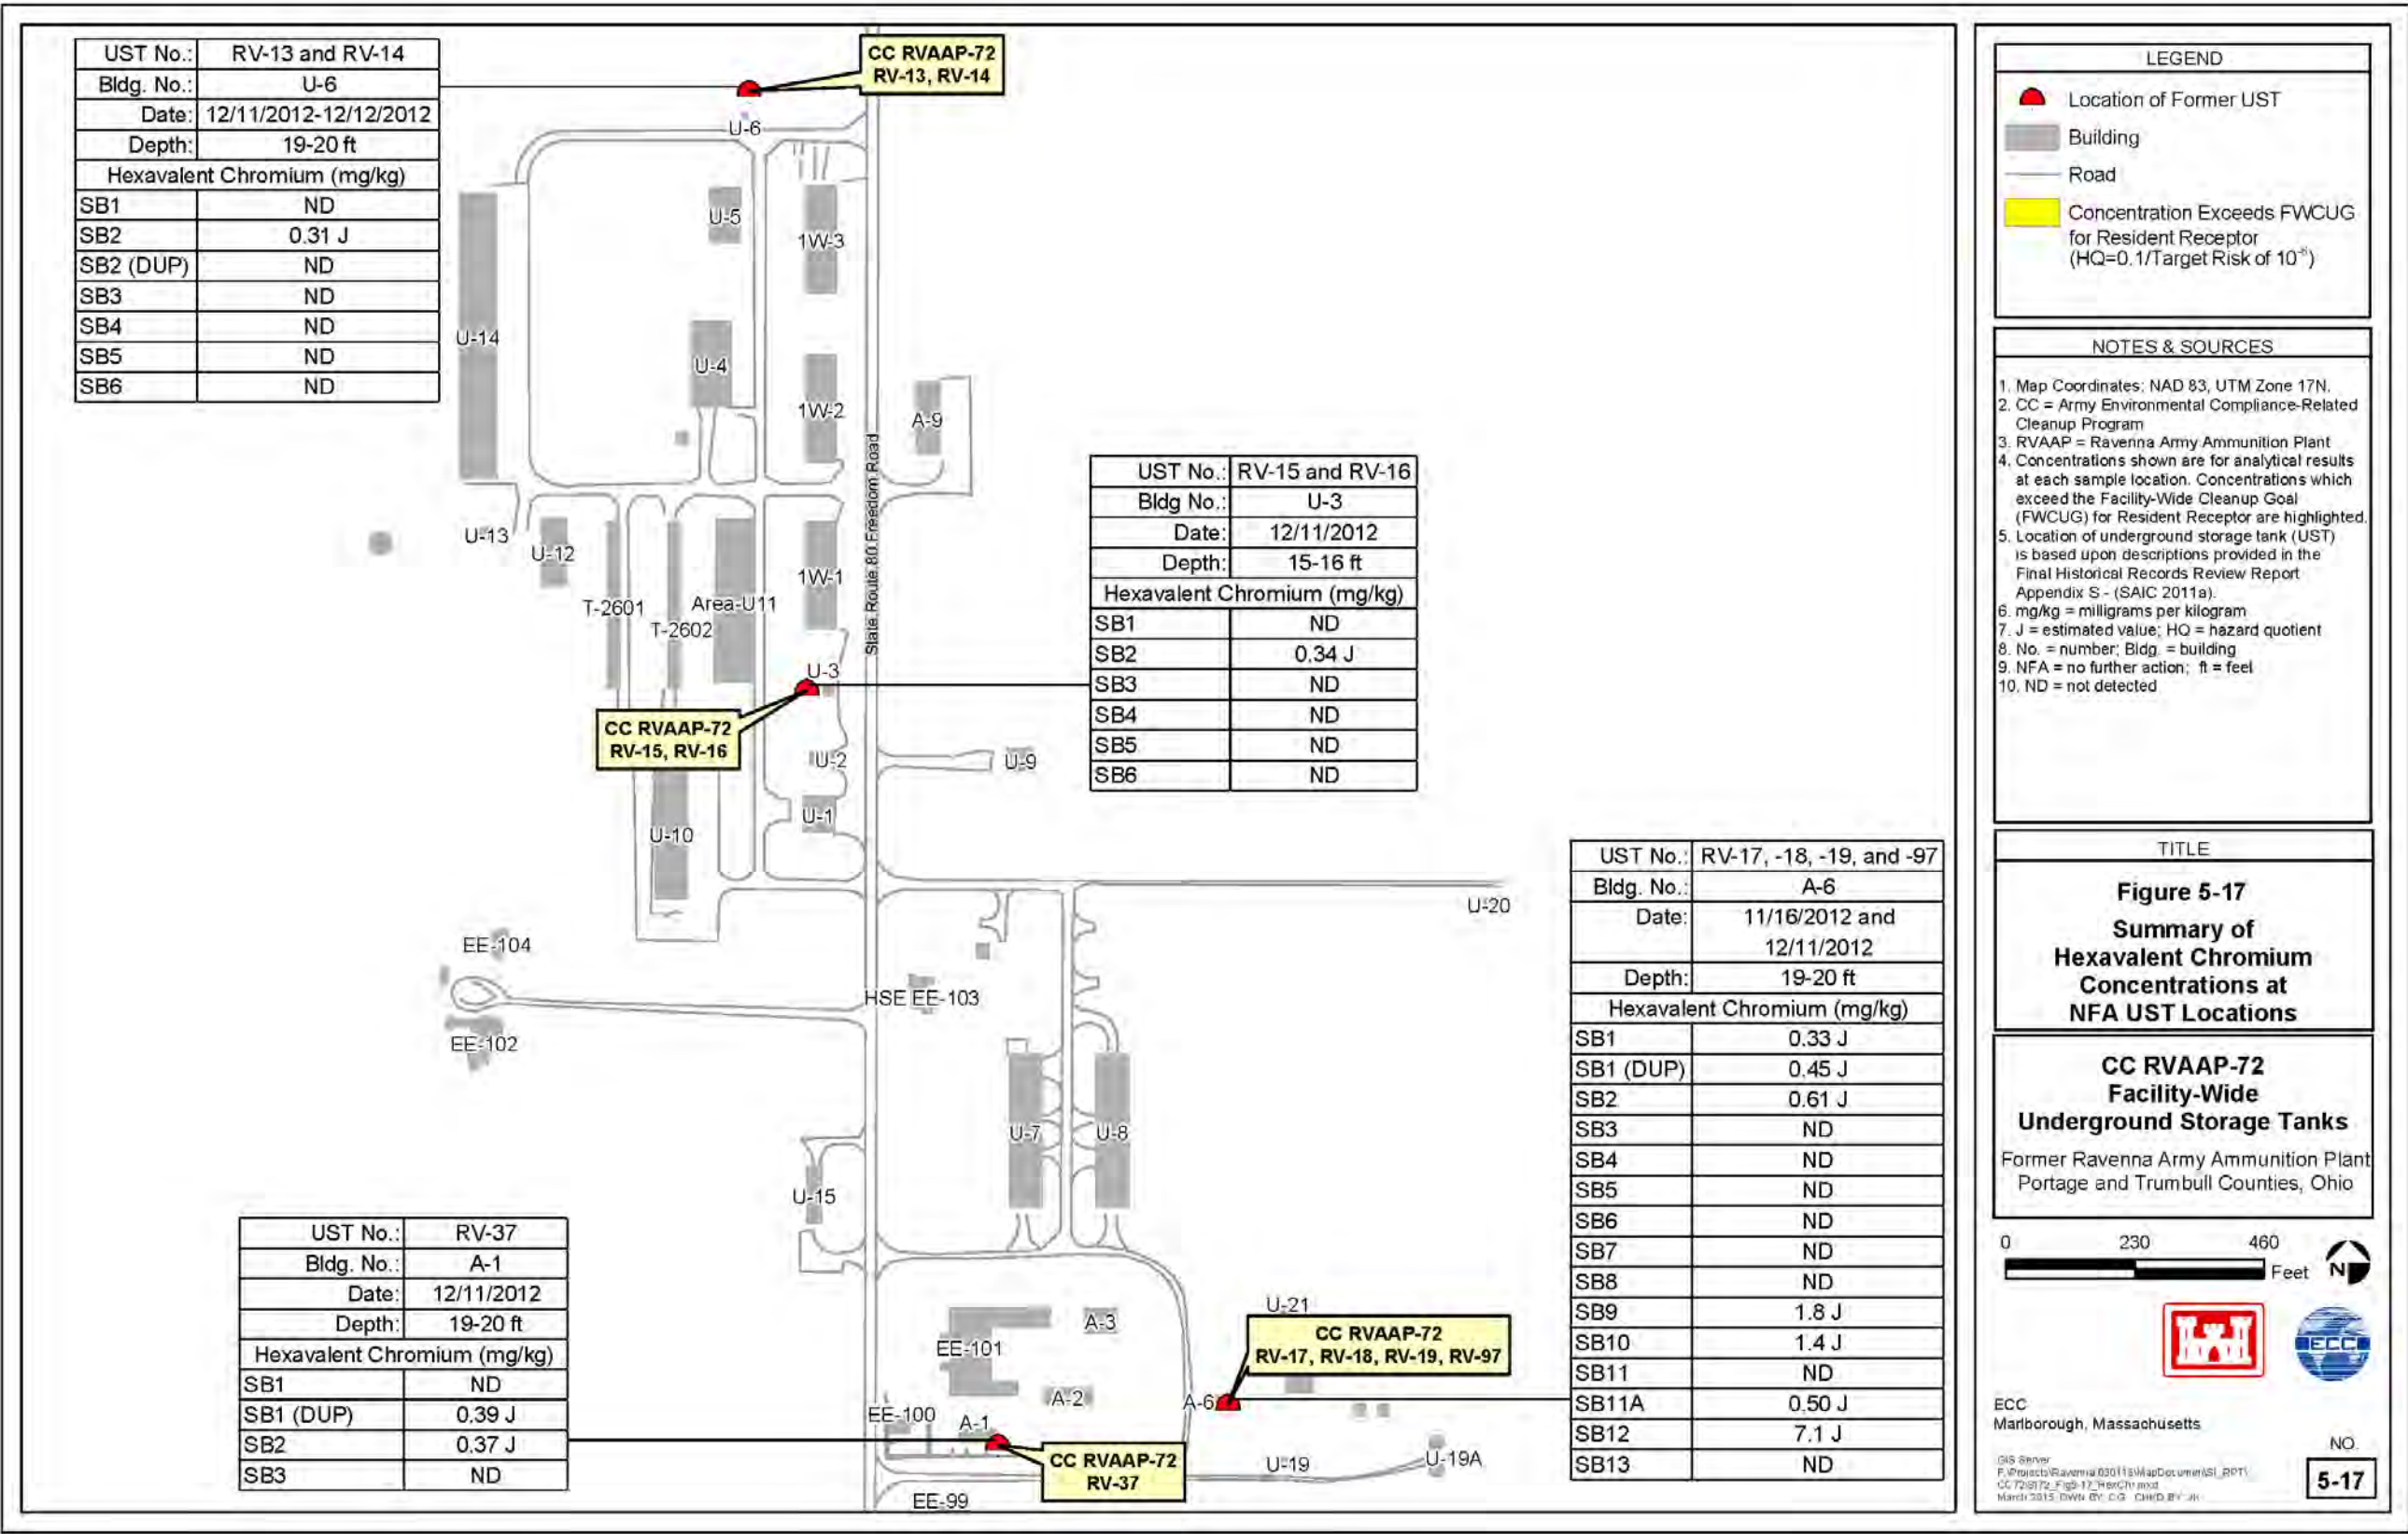 UST No.: RV-13 and RV-14
Bldg. No.: U-6
Date: 12/11/2012-12/12/2012
Depth: 19-20 ft
Hexavalent Chromium (mg/kg)
SB1 ND
SB2 0.31 J
SB2 (DUP) ND
SB3 ND
SB4 ND
SB5 ND
SB6 ND
CC RVAAP-72
RV-13, RV-14
U-6
U-5
1W-3
U-14
U-4
1W-2
A-9
State Route 80 Freedom Road
U-13
U-12
T-2601
T-2602
Area-U11
1W-1
U-3
CC RVAAP-72
RV-15, RV-16
U-2
U-9
U-1
U-10
UST No.: RV-15 and RV-16
Bldg No.: U-3
Date: 12/11/2012
Depth: 15-16 ft
Hexavalent Chromium (mg/kg)
SB1 ND
SB2 0.34 J
SB3 ND
SB4 ND
SB5 ND
SB6 ND
U-20
EE-104
HSE EE-103
EE-102
U-7
U-8
U-15
UST No.: RV-17, -18, -19, and -97
Bldg. No.: A-6
Date: 11/16/2012 and
12/11/2012
Depth: 19-20 ft
Hexavalent Chromium (mg/kg)
SB1 0.33 J
SB1 (DUP) 0.45 J
SB2 0.61 J
SB3 ND
SB4 ND
SB5 ND
SB6 ND
SB7 ND
SB8 ND
SB9 1.8 J
SB10 1.4 J
SB11 ND
SB11A 0.50 J
SB12 7.1 J
SB13 ND
UST No.: RV-37
Bldg. No.: A-1
Date: 12/11/2012
Depth: 19-20 ft
Hexavalent Chromium (mg/kg)
SB1 ND
SB1 (DUP) 0.39 J
SB2 0.37 J
SB3 ND
U-21
CC RVAAP-72
RV-17, RV-18, RV-19, RV-97
A-3
EE-101
A-2
A-6
EE-100
A-1
CC RVAAP-72
RV-37
U-19
U-19A
EE-99
LEGEND
Location of Former UST
Building
Road
Concentration Exceeds FWCUG
for Resident Receptor
(HQ=0.1/Target Risk of 10⁻⁶)
NOTES & SOURCES
1. Map Coordinates: NAD 83, UTM Zone 17N.
2. CC = Army Environmental Compliance-Related
Cleanup Program
3. RVAAP = Ravenna Army Ammunition Plant
4. Concentrations shown are for analytical results
at each sample location. Concentrations which
exceed the Facility-Wide Cleanup Goal
(FWCUG) for Resident Receptor are highlighted.
5. Location of underground storage tank (UST)
is based upon descriptions provided in the
Final Historical Records Review Report
Appendix S - (SAIC 2011a).
6. mg/kg = milligrams per kilogram
7. J = estimated value; HQ = hazard quotient
8. No. = number; Bldg. = building
9. NFA = no further action; ft = feet
10. ND = not detected
TITLE
Figure 5-17
Summary of
Hexavalent Chromium
Concentrations at
NFA UST Locations
CC RVAAP-72
Facility-Wide
Underground Storage Tanks
Former Ravenna Army Ammunition Plant
Portage and Trumbull Counties, Ohio
0 230 460
Feet
N
ECC
ECC
Marlborough, Massachusetts
GIS Server
March 2015 DWN BY: CG CHKD BY: JH
NO.
5-17